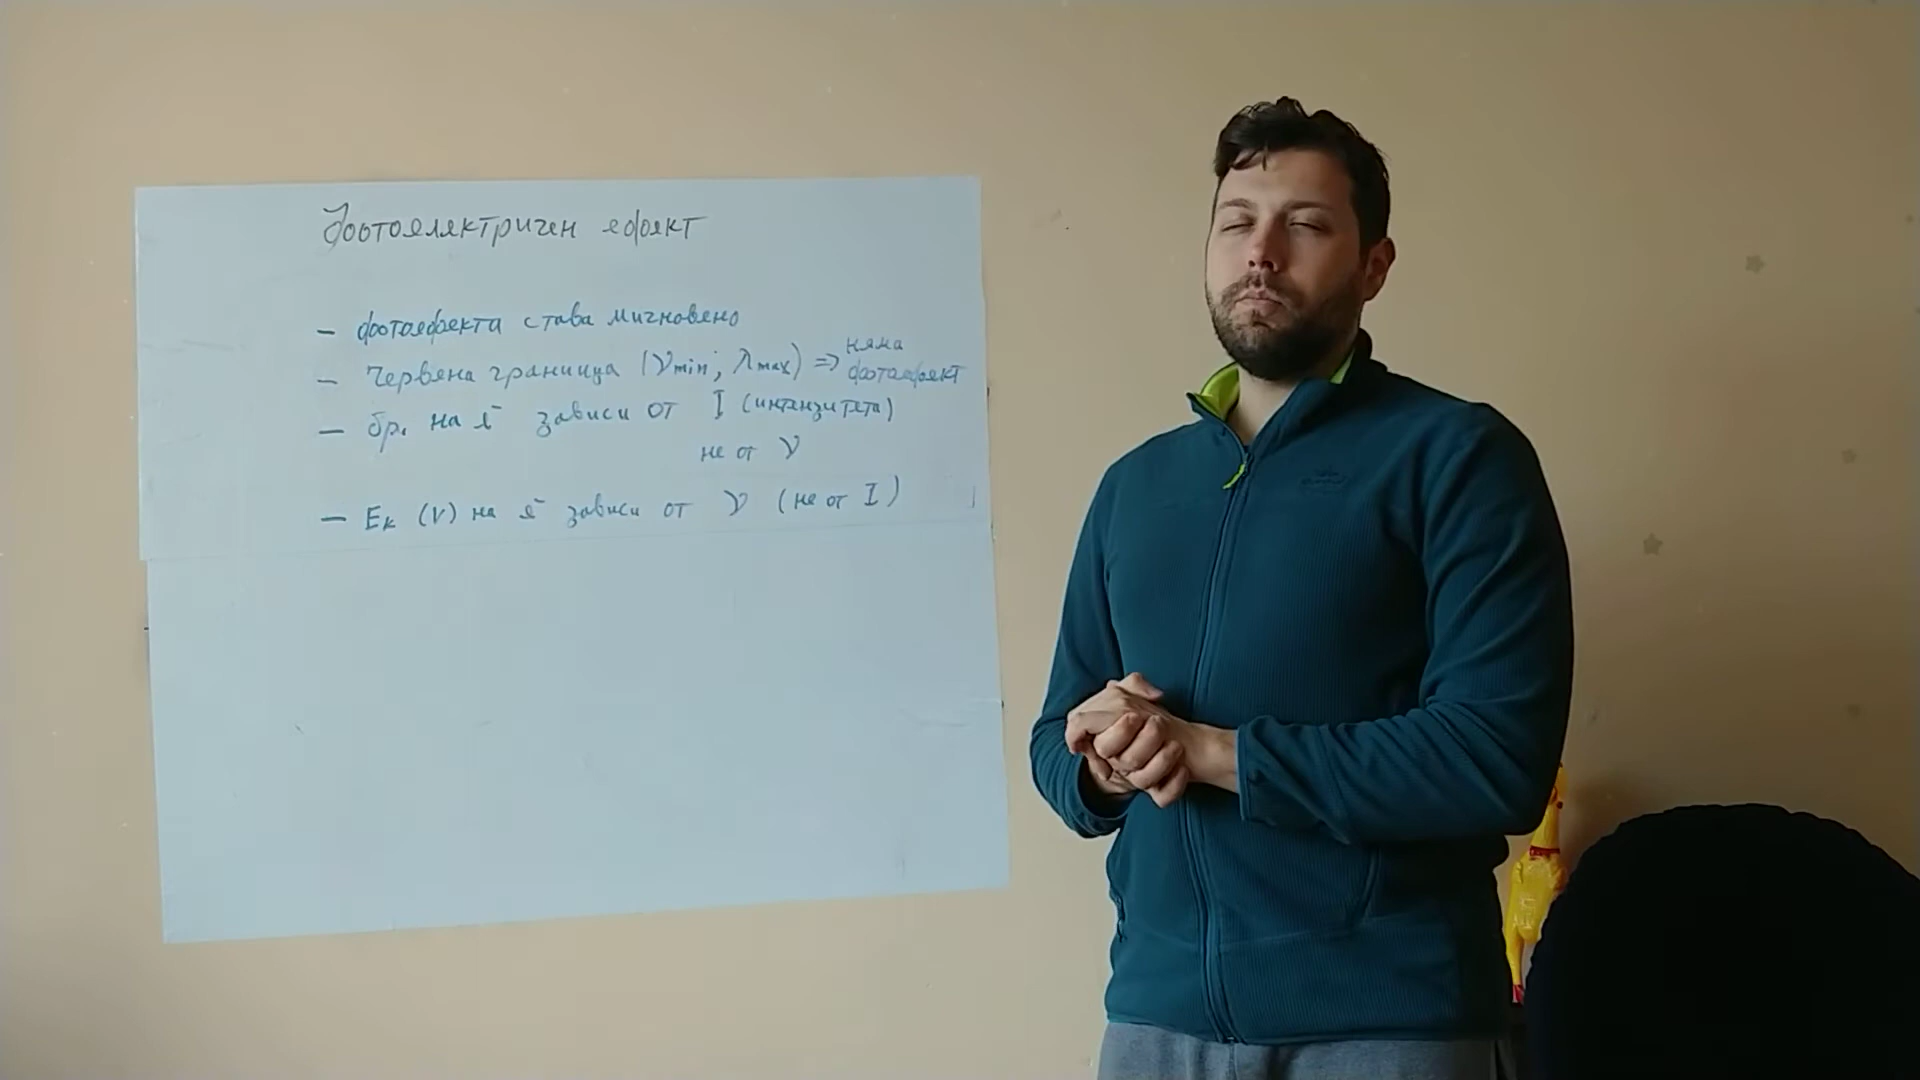 Фотоелектричен ефект
– фотоефекта става мигновено
– Червена граница (νmin; λmax) => няма фотоефект
– бр. на e⁻ зависи от I (интензитета)
не от ν
– Eк (V) на e⁻ зависи от ν (не от I)